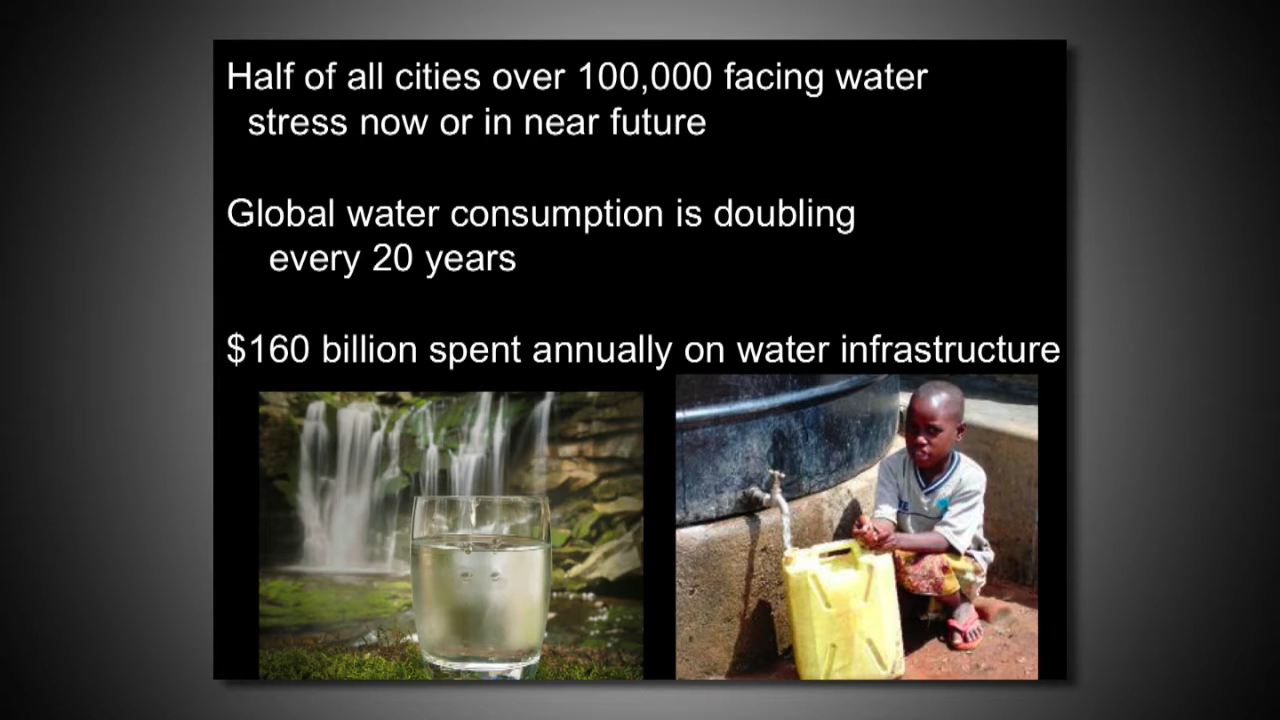 Half of all cities over 100,000 facing water
stress now or in near future
Global water consumption is doubling
every 20 years
$160 billion spent annually on water infrastructure